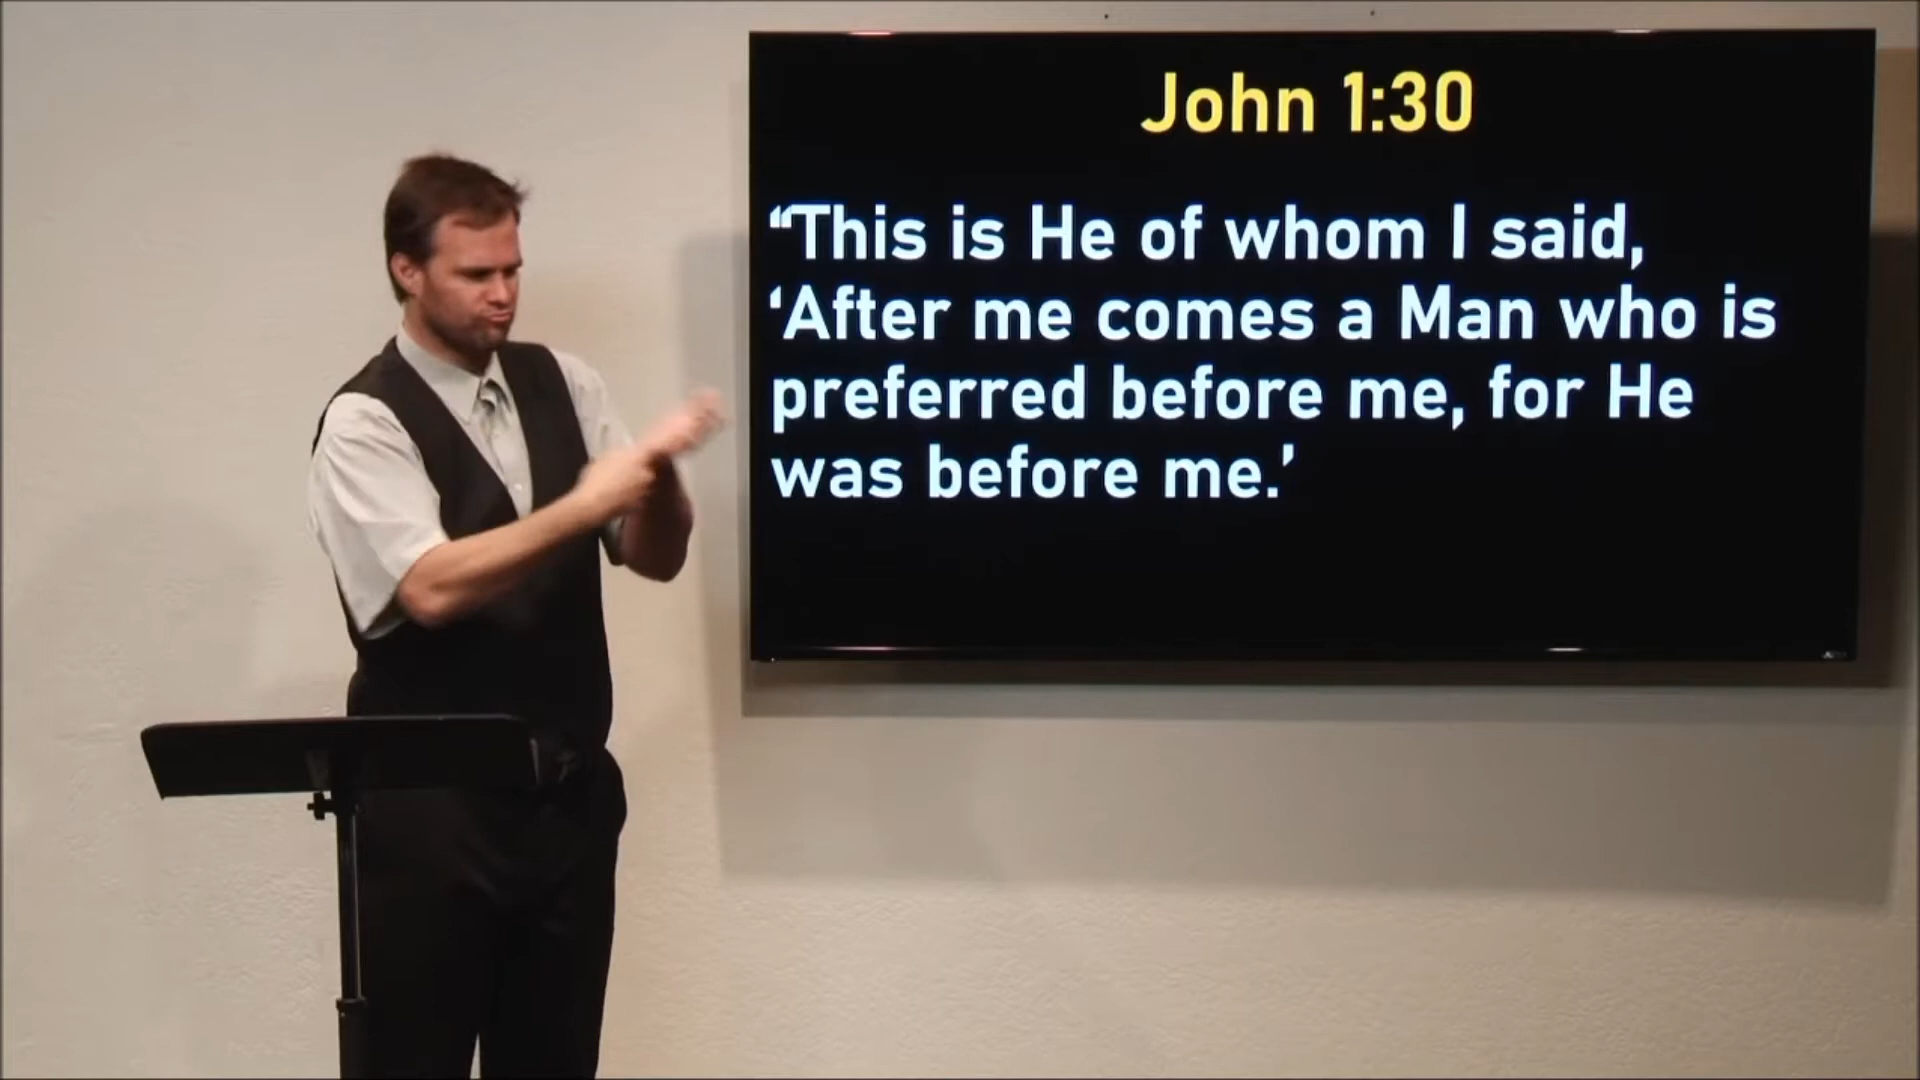 John 1:30
“This is He of whom I said,
‘After me comes a Man who is
preferred before me, for He
was before me.’